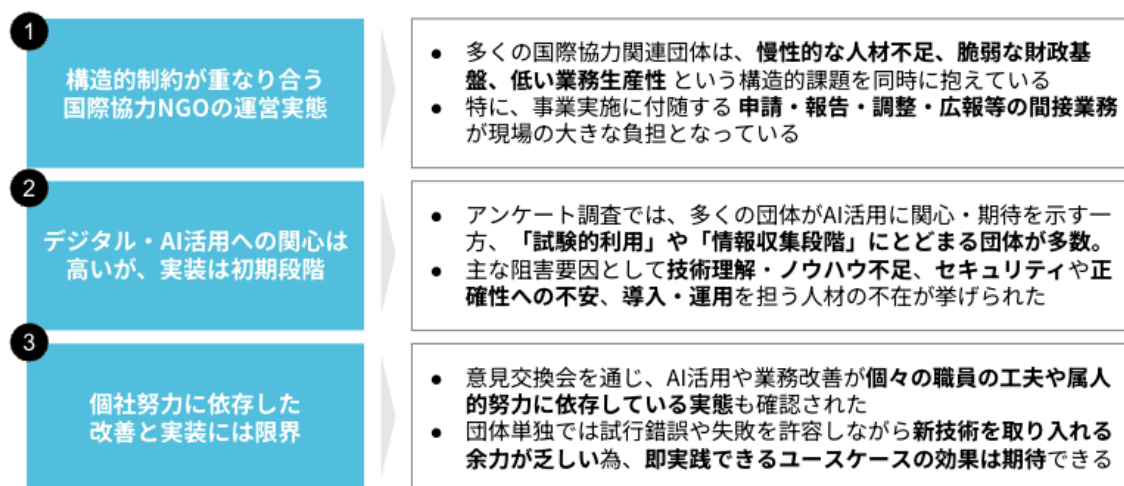 1
構造的制約が重なり合う
国際協力NGOの運営実態
● 多くの国際協力関連団体は、慢性的な人材不足、脆弱な財政基
盤、低い業務生産性 という構造的課題を同時に抱えている
● 特に、事業実施に付随する 申請・報告・調整・広報等の間接業務
が現場の大きな負担となっている
2
デジタル・AI活用への関心は
高いが、実装は初期段階
● アンケート調査では、多くの団体がAI活用に関心・期待を示す一
方、「試験的利用」や「情報収集段階」にとどまる団体が多数。
● 主な阻害要因として技術理解・ノウハウ不足、セキュリティや正
確性への不安、導入・運用を担う人材の不在が挙げられた
3
個社努力に依存した
改善と実装には限界
● 意見交換会を通じ、AI活用や業務改善が個々の職員の工夫や属人
的努力に依存している実態も確認された
● 団体単独では試行錯誤や失敗を許容しながら新技術を取り入れる
余力が乏しい為、即実践できるユースケースの効果は期待できる